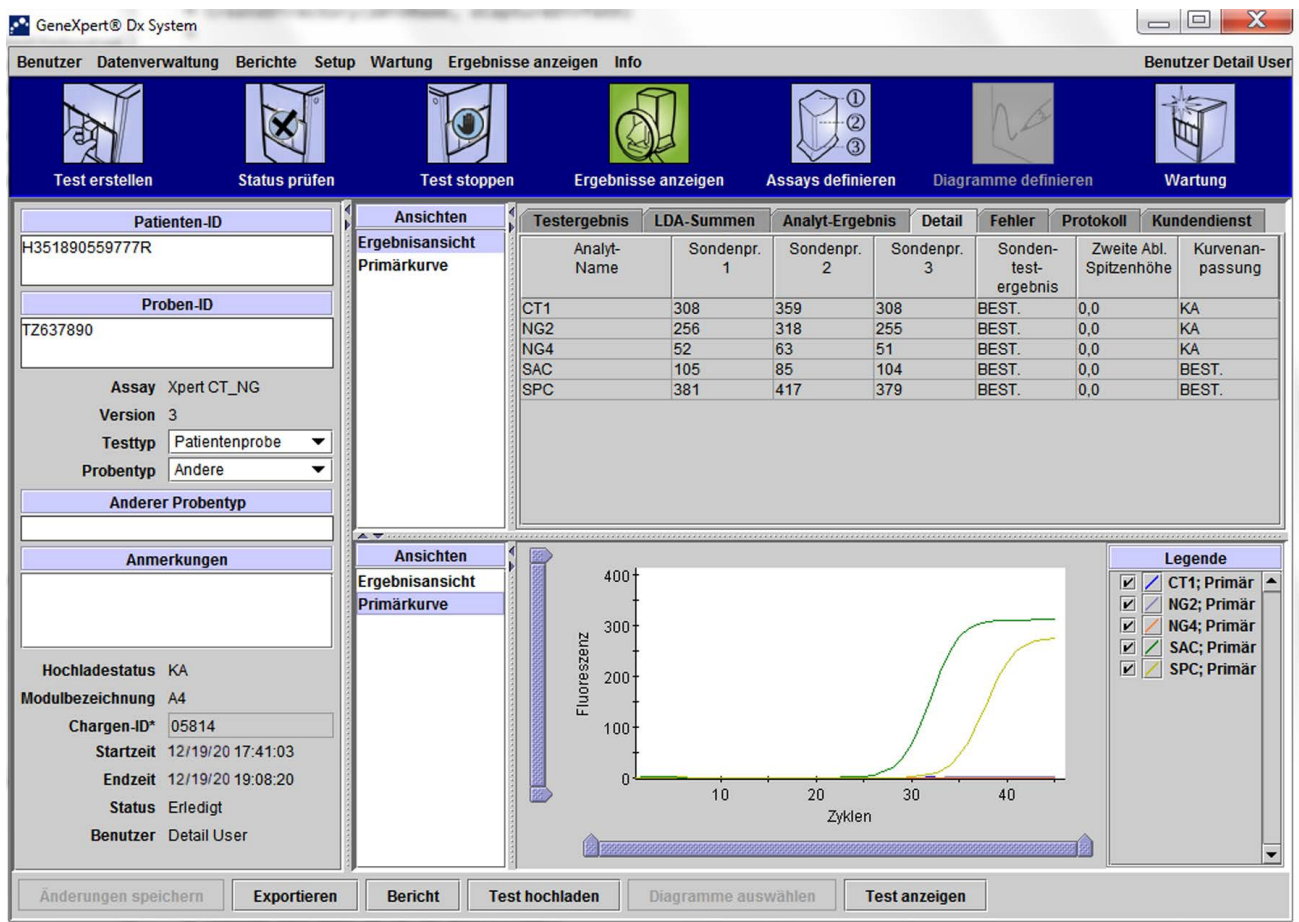 GeneXpert® Dx System
Benutzer Datenverwaltung Berichte Setup Wartung Ergebnisse anzeigen Info Benutzer Detail User
① ② ③
Test erstellen Status prüfen Test stoppen Ergebnisse anzeigen Assays definieren Diagramme definieren Wartung
Patienten-ID
H351890559777R
Proben-ID
TZ637890
Assay Xpert CT_NG
Version 3
Testtyp Patientenprobe
Probentyp Andere
Anderer Probentyp
Anmerkungen
Hochladestatus KA
Modulbezeichnung A4
Chargen-ID* 05814
Startzeit 12/19/20 17:41:03
Endzeit 12/19/20 19:08:20
Status Erledigt
Benutzer Detail User
Ansichten
Ergebnisansicht
Primärkurve
Testergebnis LDA-Summen Analyt-Ergebnis Detail Fehler Protokoll Kundendienst
Analyt-Name Sondenpr. 1 Sondenpr. 2 Sondenpr. 3 Sonden-test-ergebnis Zweite Abl. Spitzenhöhe Kurvenan-passung
CT1 308 359 308 BEST. 0,0 KA
NG2 256 318 255 BEST. 0,0 KA
NG4 52 63 51 BEST. 0,0 KA
SAC 105 85 104 BEST. 0,0 BEST.
SPC 381 417 379 BEST. 0,0 BEST.
Ansichten
Ergebnisansicht
Primärkurve
Fluoreszenz
400
300
200
100
0
10 20 30 40
Zyklen
Legende
CT1; Primär
NG2; Primär
NG4; Primär
SAC; Primär
SPC; Primär
Änderungen speichern Exportieren Bericht Test hochladen Diagramme auswählen Test anzeigen